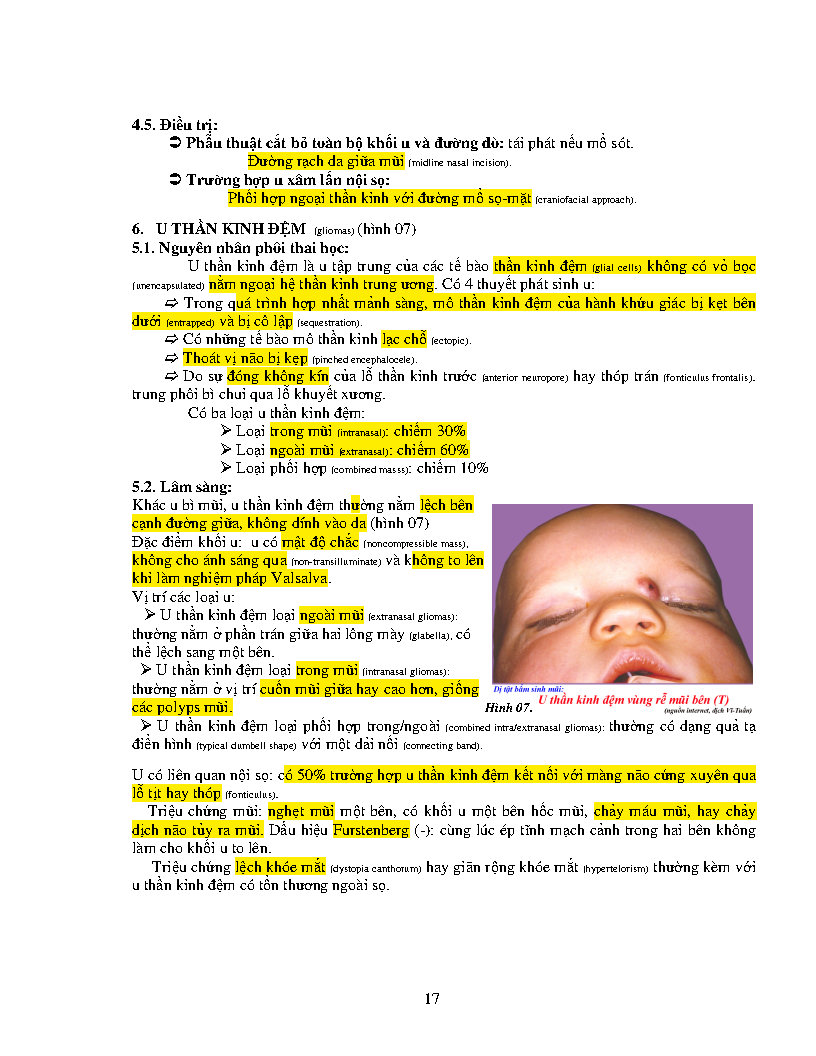 4.5. Điều trị:
➲ Phẫu thuật cắt bỏ toàn bộ khối u và đường dò: tái phát nếu mổ sót.
Đường rạch da giữa mũi (midline nasal incision).
➲ Trường hợp u xâm lấn nội sọ:
Phối hợp ngoại thần kinh với đường mổ sọ-mặt (craniofacial approach).
6. U THẦN KINH ĐỆM (gliomas) (hình 07)
5.1. Nguyên nhân phôi thai học:
U thần kinh đệm là u tập trung của các tế bào thần kinh đệm (glial cells) không có vỏ bọc
(unencapsulated) nằm ngoại hệ thần kinh trung ương. Có 4 thuyết phát sinh u:
➪ Trong quá trình hợp nhất mảnh sàng, mô thần kinh đệm của hành khứu giác bị kẹt bên
dưới (entrapped) và bị cô lập (sequestration).
➪ Có những tế bào mô thần kinh lạc chỗ (ectopic).
➪ Thoát vị não bị kẹp (pinched encephalocele).
➪ Do sự đóng không kín của lỗ thần kinh trước (anterior neuropore) hay thóp trán (fonticulus frontalis),
trung phôi bì chui qua lỗ khuyết xương.
Có ba loại u thần kinh đệm:
➢ Loại trong mũi (intranasal): chiếm 30%
➢ Loại ngoài mũi (extranasal): chiếm 60%
➢ Loại phối hợp (combined masss): chiếm 10%
5.2. Lâm sàng:
Khác u bì mũi, u thần kinh đệm thường nằm lệch bên
cạnh đường giữa, không dính vào da (hình 07)
Đặc điểm khối u: u có mật độ chắc (noncompressible mass),
không cho ánh sáng qua (non-transilluminate) và không to lên
khi làm nghiệm pháp Valsalva.
Vị trí các loại u:
➢ U thần kinh đệm loại ngoài mũi (extranasal gliomas):
thường nằm ở phần trán giữa hai lông mày (glabella), có
thể lệch sang một bên.
➢ U thần kinh đệm loại trong mũi (intranasal gliomas):
thường nằm ở vị trí cuốn mũi giữa hay cao hơn, giống
các polyps mũi.
Hình 07.
Dị tật bẩm sinh mũi:
U thần kinh đệm vùng rễ mũi bên (T)
(nguồn internet, dịch Vi-Tuấn)
➢ U thần kinh đệm loại phối hợp trong/ngoài (combined intra/extranasal gliomas): thường có dạng quả tạ
điển hình (typical dumbell shape) với một dải nối (connecting band).
U có liên quan nội sọ: có 50% trường hợp u thần kinh đệm kết nối với màng não cứng xuyên qua
lỗ tịt hay thóp (fonticulus).
Triệu chứng mũi: nghẹt mũi một bên, có khối u một bên hốc mũi, chảy máu mũi, hay chảy
dịch não tủy ra mũi. Dấu hiệu Furstenberg (-): cùng lúc ép tĩnh mạch cảnh trong hai bên không
làm cho khối u to lên.
Triệu chứng lệch khóe mắt (dystopia canthorum) hay giãn rộng khóe mắt (hypertelorism) thường kèm với
u thần kinh đệm có tổn thương ngoài sọ.
17